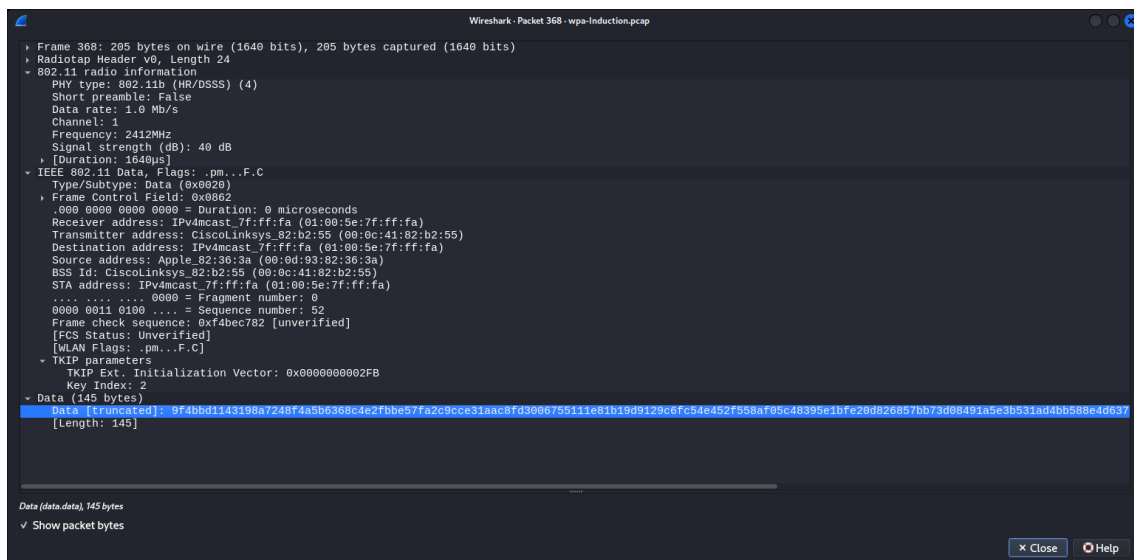 Wireshark · Packet 368 · wpa-Induction.pcap
Frame 368: 205 bytes on wire (1640 bits), 205 bytes captured (1640 bits)
Radiotap Header v0, Length 24
802.11 radio information
PHY type: 802.11b (HR/DSSS) (4)
Short preamble: False
Data rate: 1.0 Mb/s
Channel: 1
Frequency: 2412MHz
Signal strength (dB): 40 dB
[Duration: 1640µs]
IEEE 802.11 Data, Flags: .pm...F.C
Type/Subtype: Data (0x0020)
Frame Control Field: 0x0862
.000 0000 0000 0000 = Duration: 0 microseconds
Receiver address: IPv4mcast_7f:ff:fa (01:00:5e:7f:ff:fa)
Transmitter address: CiscoLinksys_82:b2:55 (00:0c:41:82:b2:55)
Destination address: IPv4mcast_7f:ff:fa (01:00:5e:7f:ff:fa)
Source address: Apple_82:36:3a (00:0d:93:82:36:3a)
BSS Id: CiscoLinksys_82:b2:55 (00:0c:41:82:b2:55)
STA address: IPv4mcast_7f:ff:fa (01:00:5e:7f:ff:fa)
.... .... .... 0000 = Fragment number: 0
0000 0011 0100 .... = Sequence number: 52
Frame check sequence: 0xf4bec782 [unverified]
[FCS Status: Unverified]
[WLAN Flags: .pm...F.C]
TKIP parameters
TKIP Ext. Initialization Vector: 0x0000000002FB
Key Index: 2
Data (145 bytes)
Data [truncated]: 9f4bbd1143198a7248f4a5b6368c4e2fbbe57fa2c9cce31aac8fd3006755111e81b19d9129c6fc54e452f558af05c48395e1bfe20d826857bb73d08491a5e3b531ad4bb588e4d637
[Length: 145]
Data (data.data), 145 bytes
Show packet bytes
Close
Help